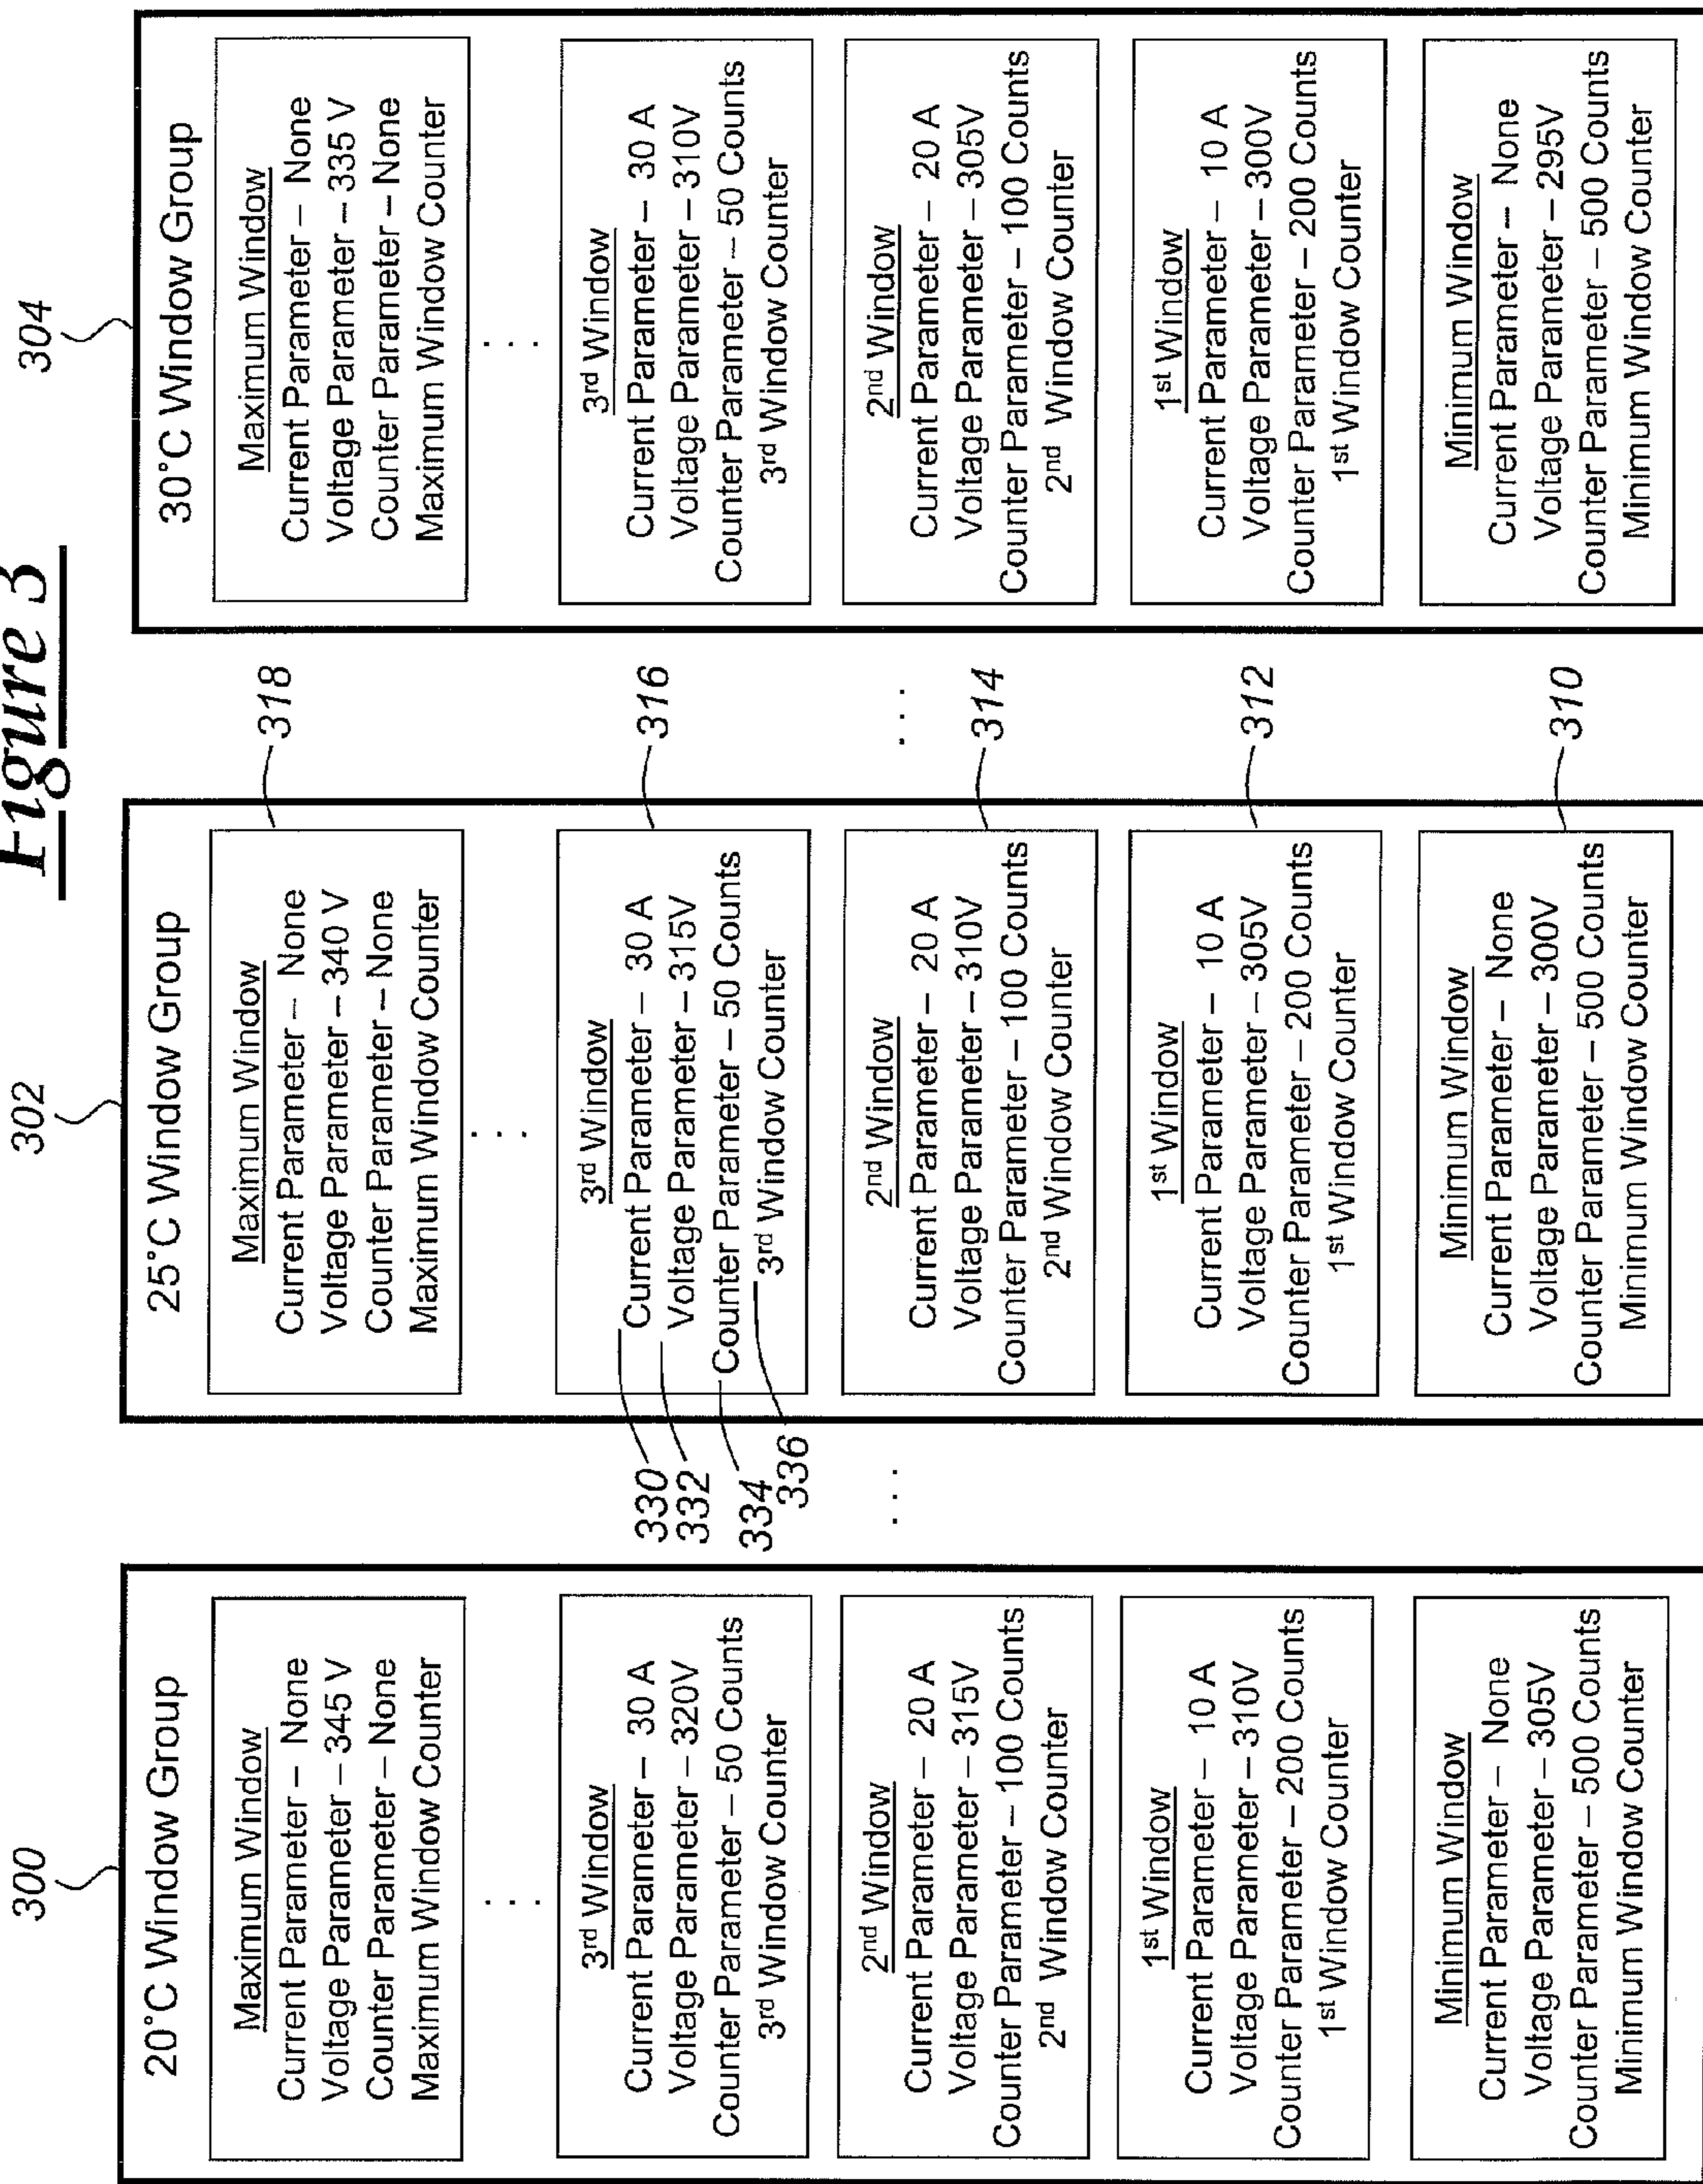 Figure 3
300
20°C Window Group
Maximum Window
Current Parameter – None
Voltage Parameter – 345 V
Counter Parameter – None
Maximum Window Counter
. . .
3rd Window
Current Parameter – 30 A
Voltage Parameter – 320V
Counter Parameter – 50 Counts
3rd Window Counter
2nd Window
Current Parameter – 20 A
Voltage Parameter – 315V
Counter Parameter – 100 Counts
2nd Window Counter
1st Window
Current Parameter – 10 A
Voltage Parameter – 310V
Counter Parameter – 200 Counts
1st Window Counter
Minimum Window
Current Parameter – None
Voltage Parameter – 305V
Counter Parameter – 500 Counts
Minimum Window Counter
330
332
334
336
. . .
302
25°C Window Group
Maximum Window
Current Parameter – None
Voltage Parameter – 340 V
Counter Parameter – None
Maximum Window Counter
. . .
3rd Window
Current Parameter – 30 A
Voltage Parameter – 315V
Counter Parameter – 50 Counts
3rd Window Counter
2nd Window
Current Parameter – 20 A
Voltage Parameter – 310V
Counter Parameter – 100 Counts
2nd Window Counter
1st Window
Current Parameter – 10 A
Voltage Parameter – 305V
Counter Parameter – 200 Counts
1st Window Counter
Minimum Window
Current Parameter – None
Voltage Parameter – 300V
Counter Parameter – 500 Counts
Minimum Window Counter
318
316
. . .
314
312
310
304
30°C Window Group
Maximum Window
Current Parameter – None
Voltage Parameter – 335 V
Counter Parameter – None
Maximum Window Counter
. . .
3rd Window
Current Parameter – 30 A
Voltage Parameter – 310V
Counter Parameter – 50 Counts
3rd Window Counter
2nd Window
Current Parameter – 20 A
Voltage Parameter – 305V
Counter Parameter – 100 Counts
2nd Window Counter
1st Window
Current Parameter – 10 A
Voltage Parameter – 300V
Counter Parameter – 200 Counts
1st Window Counter
Minimum Window
Current Parameter – None
Voltage Parameter – 295V
Counter Parameter – 500 Counts
Minimum Window Counter